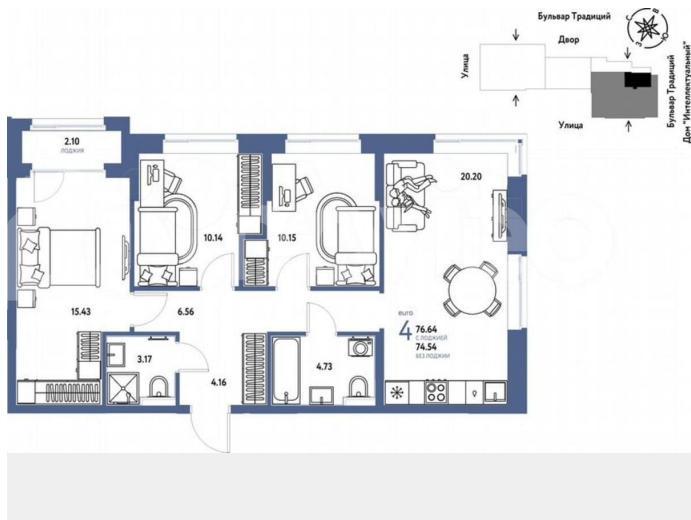 Бульвар Традиций
Двор
Улица
С
В
З
Ю
Улица
Бульвар Традиций
Дом "Интеллектуальный"
2.10
ЛОДЖИЯ
20.20
10.14
10.15
15.43
6.56
euro
4
76.64
С ЛОДЖИЕЙ
74.54
БЕЗ ЛОДЖИИ
3.17
4.16
4.73